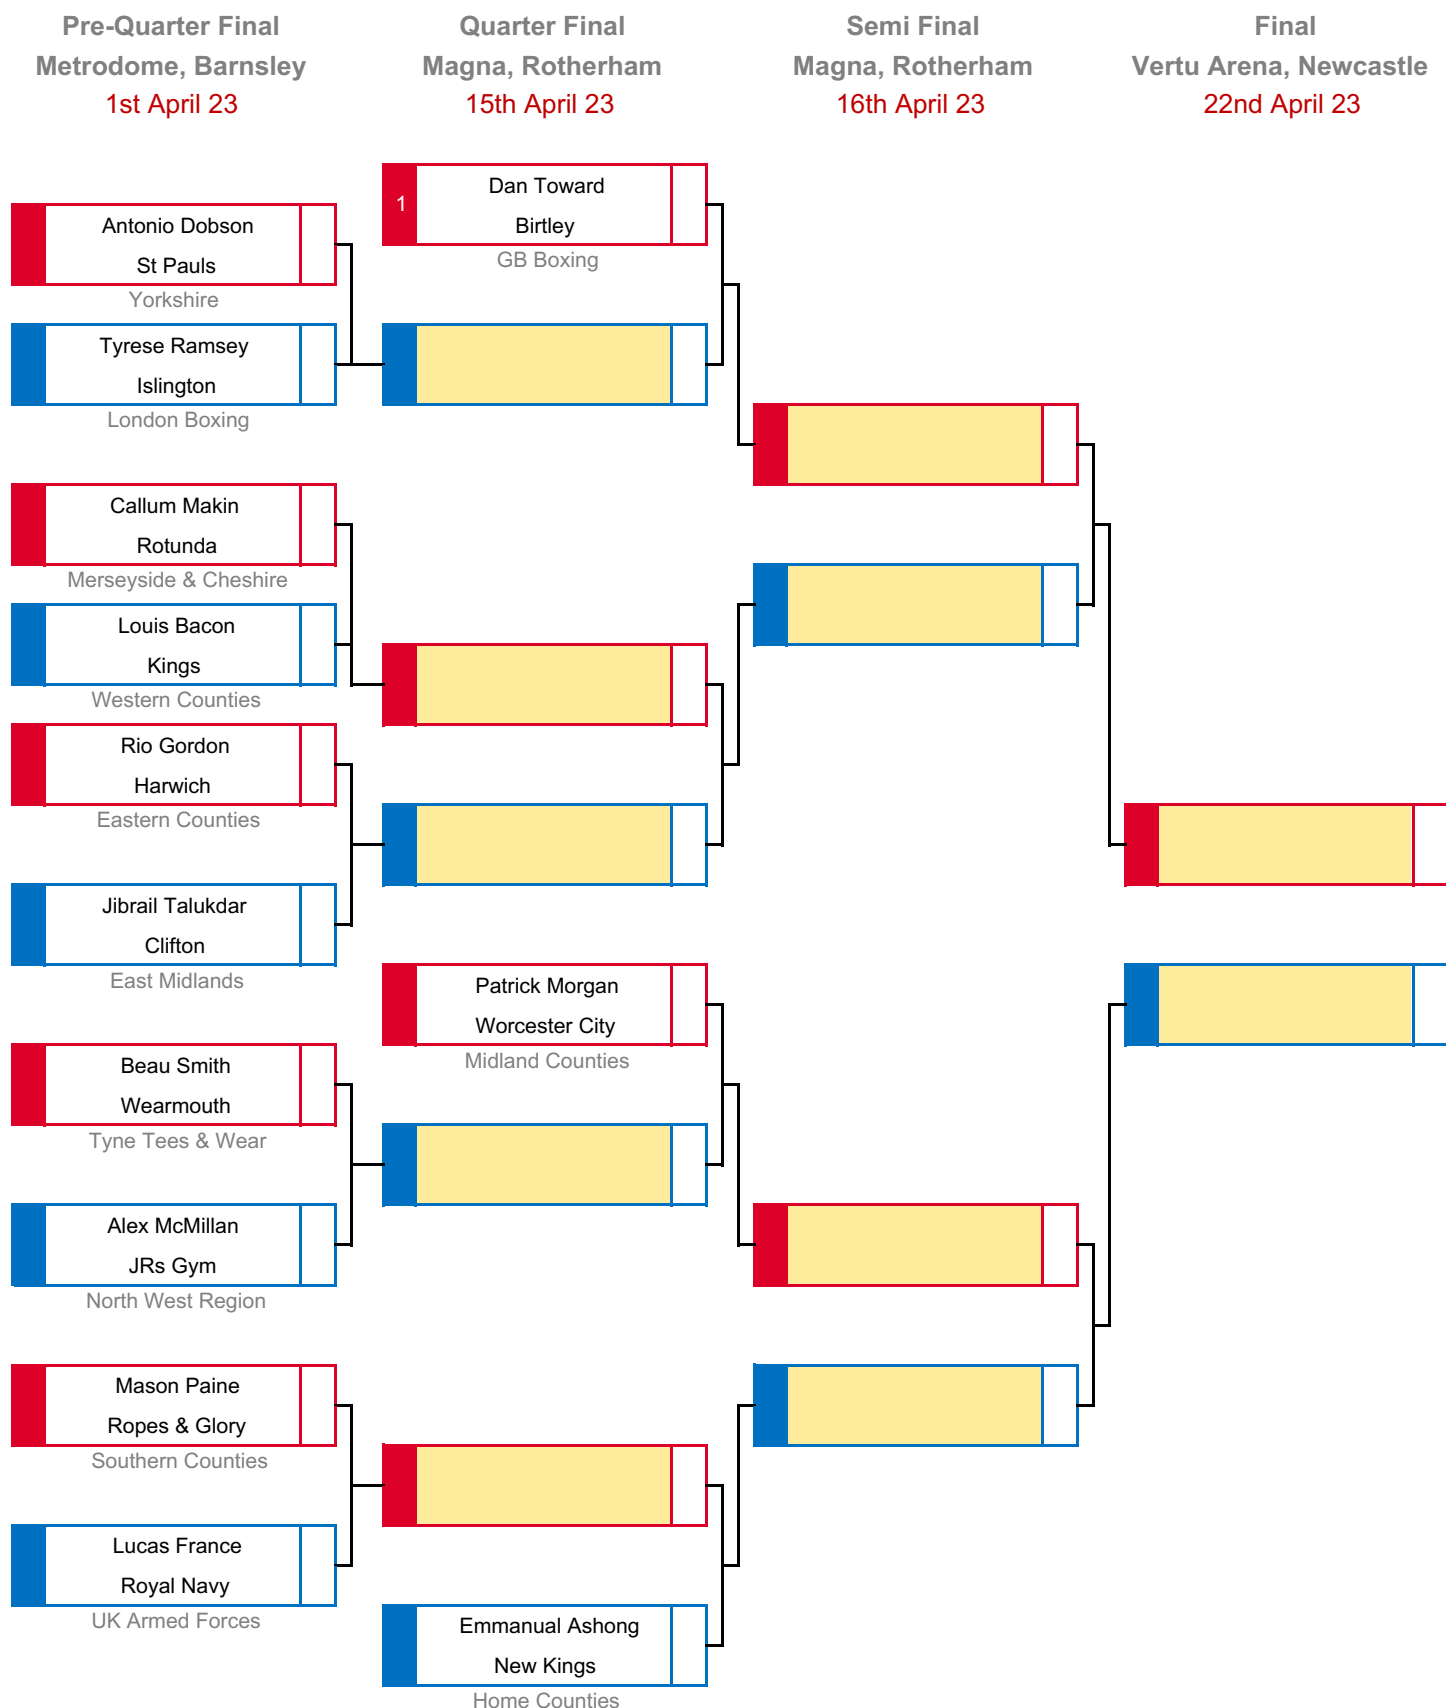 Pre-Quarter Final
Metrodome, Barnsley
1st April 23
Quarter Final
Magna, Rotherham
15th April 23
Semi Final
Magna, Rotherham
16th April 23
Final
Vertu Arena, Newcastle
22nd April 23
Antonio Dobson
St Pauls
Yorkshire
Tyrese Ramsey
Islington
London Boxing
Callum Makin
Rotunda
Merseyside & Cheshire
Louis Bacon
Kings
Western Counties
Rio Gordon
Harwich
Eastern Counties
Jibrail Talukdar
Clifton
East Midlands
Beau Smith
Wearmouth
Tyne Tees & Wear
Alex McMillan
JRs Gym
North West Region
Mason Paine
Ropes & Glory
Southern Counties
Lucas France
Royal Navy
UK Armed Forces
1
Dan Toward
Birtley
GB Boxing
Patrick Morgan
Worcester City
Midland Counties
Emmanual Ashong
New Kings
Home Counties